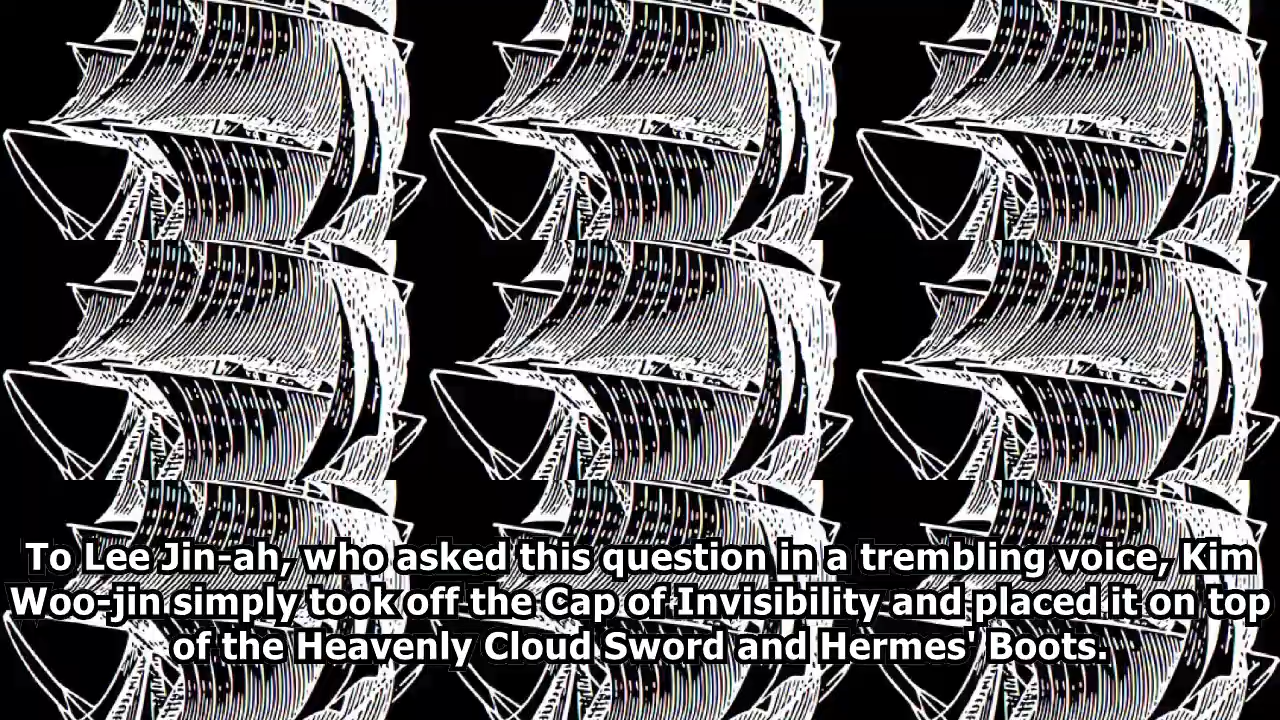 To Lee Jin-ah, who asked this question in a trembling voice, Kim
Woo-jin simply took off the Cap of Invisibility and placed it on top
of the Heavenly Cloud Sword and Hermes' Boots.